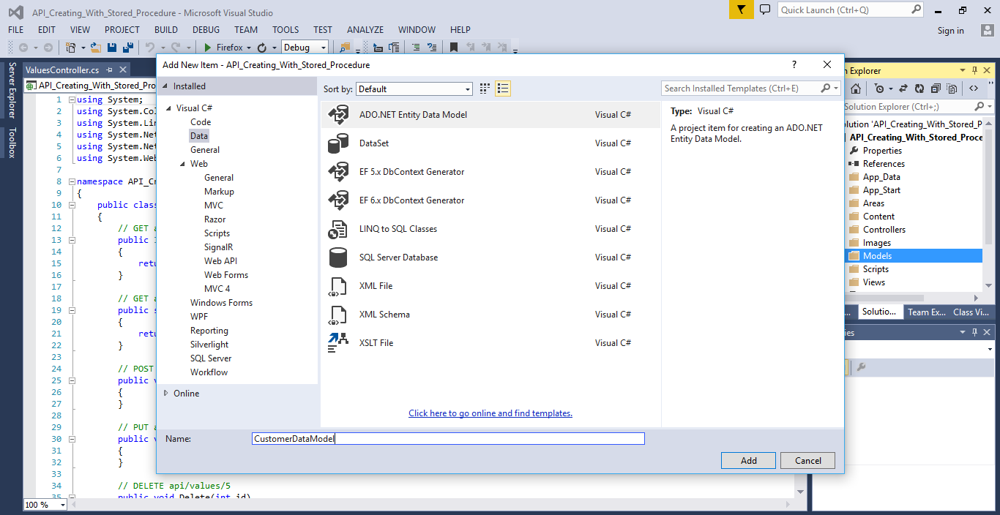 API_Creating_With_Stored_Procedure - Microsoft Visual Studio
Quick Launch (Ctrl+Q)
FILE EDIT VIEW PROJECT BUILD DEBUG TEAM TOOLS TEST ANALYZE WINDOW HELP
Sign in
Firefox
Debug
Server Explorer
Toolbox
ValuesController.cs
API_Creating_With_Stored_Pro
1 using System;
2 using System.Col
3 using System.Lin
4 using System.Net
5 using System.Net
6 using System.Web
7
8 namespace API_Cr
9 {
10 public class
11 {
12 // GET a
13 public I
14 {
15 retu
16 }
17
18 // GET a
19 public s
20 {
21 retu
22 }
23
24 // POST
25 public v
26 {
27 }
28
29 // PUT a
30 public v
31 {
32 }
33
34 // DELETE api/values/5
35 public void Delete(int id)
100 %
Add New Item - API_Creating_With_Stored_Procedure
?
Installed
Visual C#
Code
Data
General
Web
General
Markup
MVC
Razor
Scripts
SignalR
Web API
Web Forms
MVC 4
Windows Forms
WPF
Reporting
Silverlight
SQL Server
Workflow
Online
Sort by: Default
Search Installed Templates (Ctrl+E)
ADO.NET Entity Data Model Visual C#
DataSet Visual C#
EF 5.x DbContext Generator Visual C#
EF 6.x DbContext Generator Visual C#
LINQ to SQL Classes Visual C#
SQL Server Database Visual C#
XML File Visual C#
XML Schema Visual C#
XSLT File Visual C#
Click here to go online and find templates.
Type: Visual C#
A project item for creating an ADO.NET
Entity Data Model.
Name: CustomerDataModel
Add
Cancel
n Explorer
Solution Explorer (Ctrl+;)
olution 'API_Creating_With_Stored_P
API_Creating_With_Stored_Proce
Properties
References
App_Data
App_Start
Areas
Content
Controllers
Images
Models
Scripts
Views
... Solutio... Team Ex... Class Vi...
ies